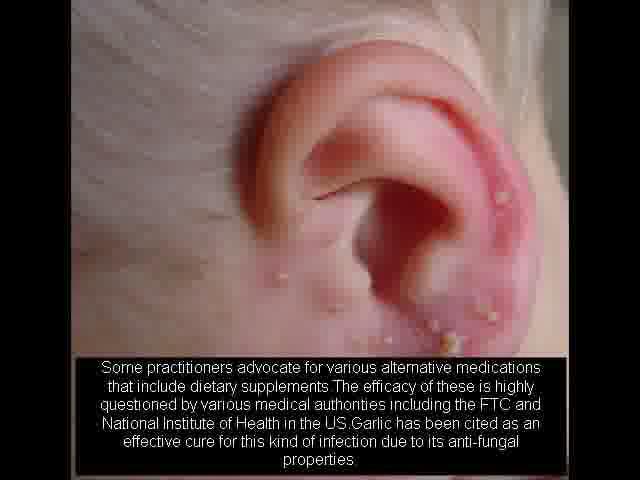 Some practitioners advocate for various alternative medications
that include dietary supplements.The efficacy of these is highly
questioned by various medical authorities including the FTC and
National Institute of Health in the US.Garlic has been cited as an
effective cure for this kind of infection due to its anti-fungal
properties